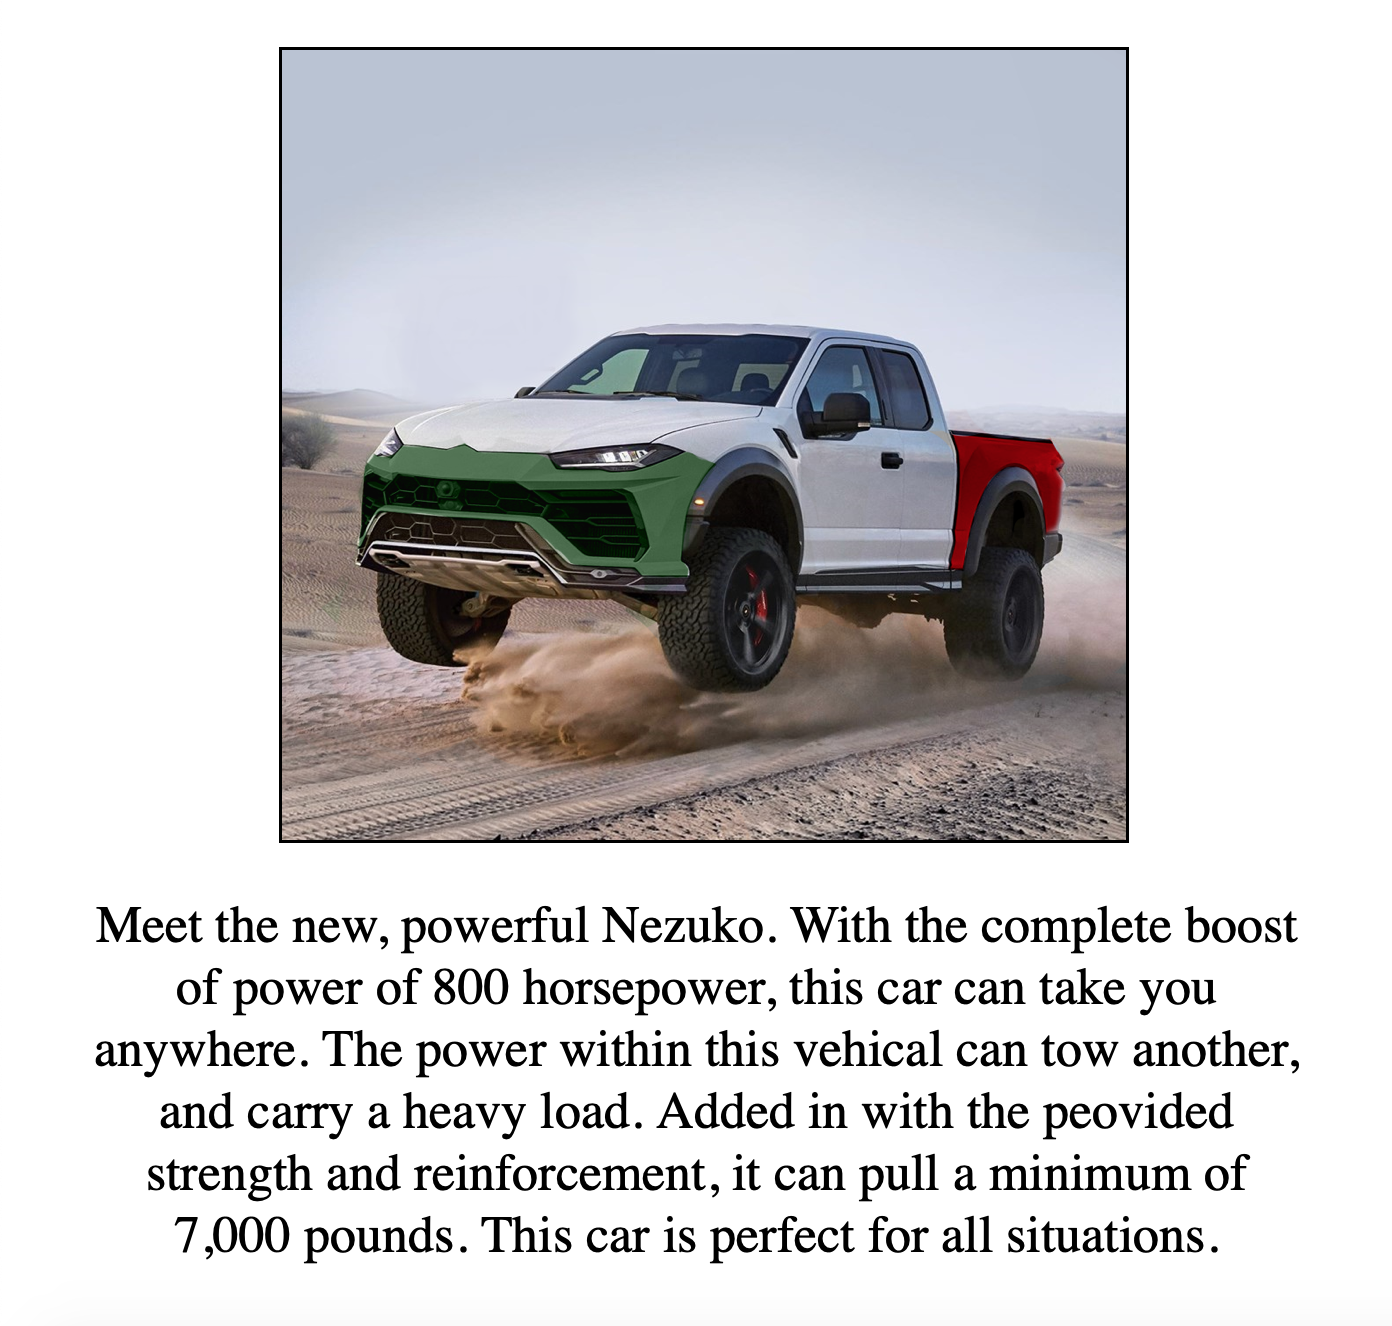 Meet the new, powerful Nezuko. With the complete boost
of power of 800 horsepower, this car can take you
anywhere. The power within this vehical can tow another,
and carry a heavy load. Added in with the peovided
strength and reinforcement, it can pull a minimum of
7,000 pounds. This car is perfect for all situations.